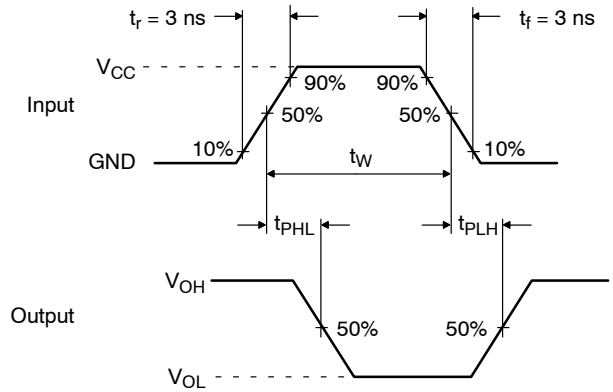 tr = 3 ns
tf = 3 ns
VCC
90%
90%
Input
50%
50%
10%
10%
GND
tW
tPHL
tPLH
VOH
Output
50%
50%
VOL